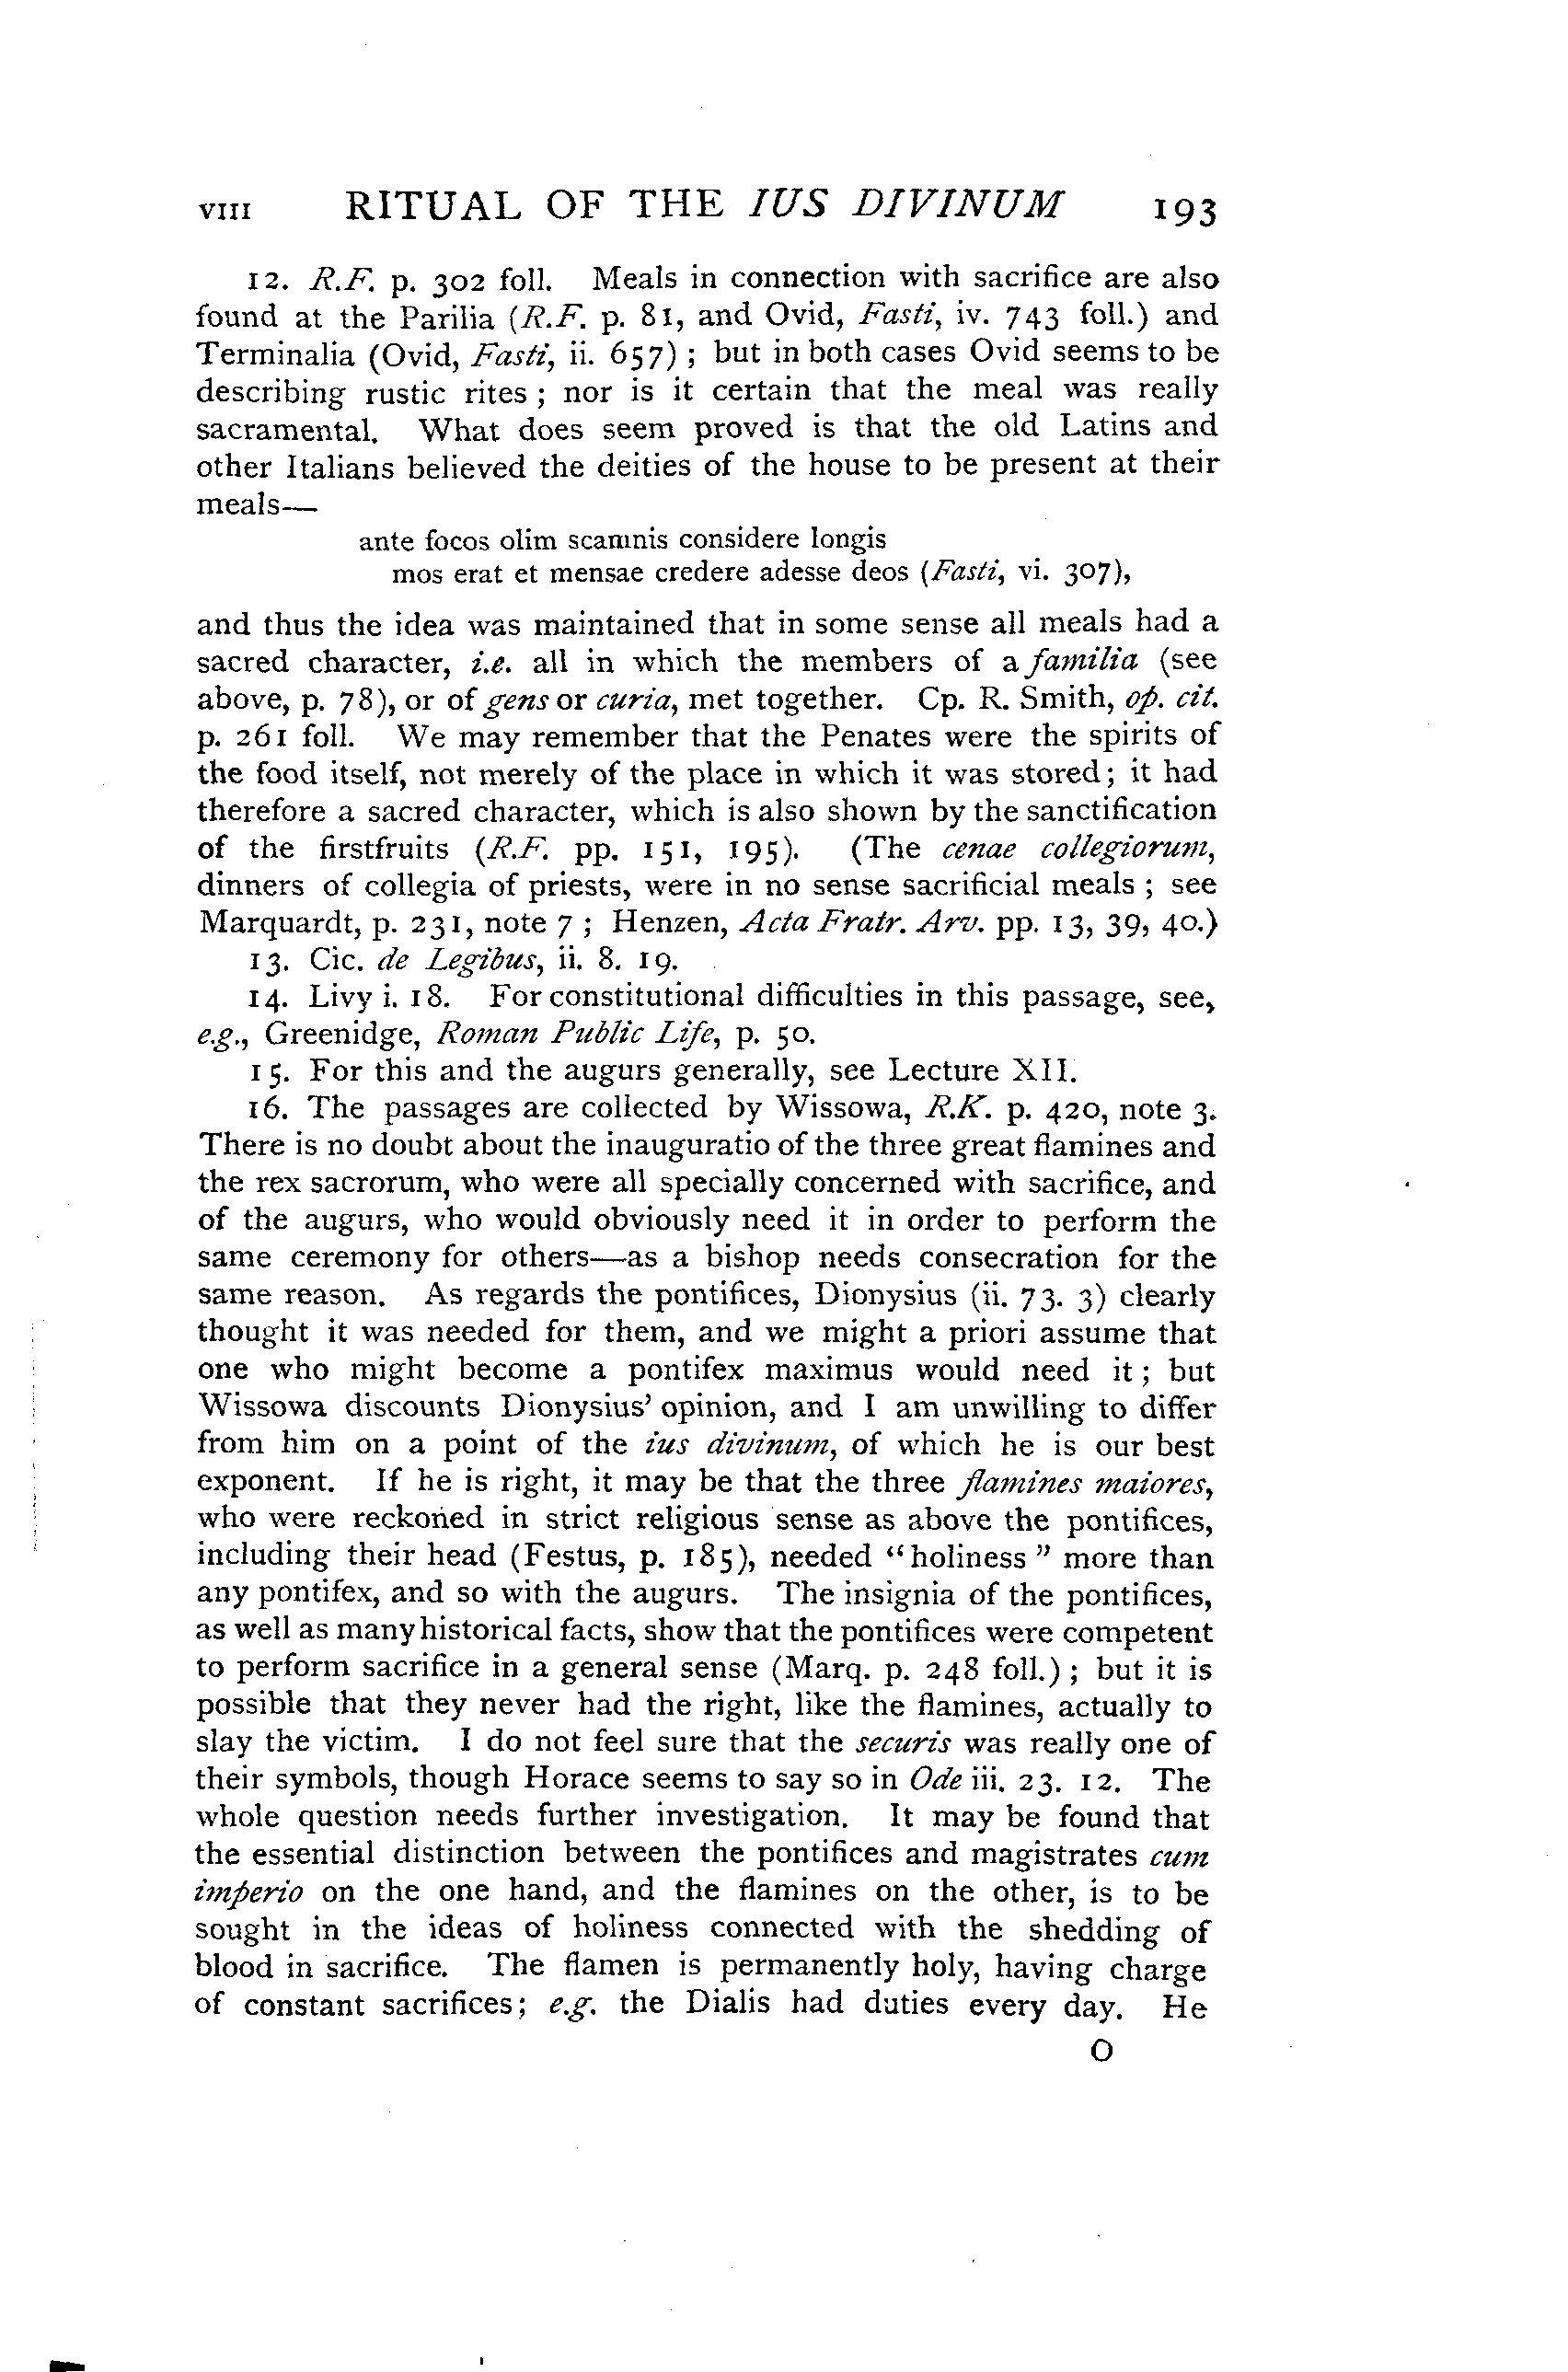 VIII RITUAL OF THE IUS DIVINUM 193
12. R.F. p. 302 foll. Meals in connection with sacrifice are also
found at the Parilia (R.F. p. 81, and Ovid, Fasti, iv. 743 foll.) and
Terminalia (Ovid, Fasti, ii. 657) ; but in both cases Ovid seems to be
describing rustic rites ; nor is it certain that the meal was really
sacramental. What does seem proved is that the old Latins and
other Italians believed the deities of the house to be present at their
meals—
ante focos olim scamnis considere longis
mos erat et mensae credere adesse deos (Fasti, vi. 307),
and thus the idea was maintained that in some sense all meals had a
sacred character, i.e. all in which the members of a familia (see
above, p. 78), or of gens or curia, met together. Cp. R. Smith, op. cit.
p. 261 foll. We may remember that the Penates were the spirits of
the food itself, not merely of the place in which it was stored; it had
therefore a sacred character, which is also shown by the sanctification
of the firstfruits (R.F. pp. 151, 195). (The cenae collegiorum,
dinners of collegia of priests, were in no sense sacrificial meals ; see
Marquardt, p. 231, note 7 ; Henzen, Acta Fratr. Arv. pp. 13, 39, 40.)
13. Cic. de Legibus, ii. 8. 19.
14. Livy i. 18. For constitutional difficulties in this passage, see,
e.g., Greenidge, Roman Public Life, p. 50.
15. For this and the augurs generally, see Lecture XII.
16. The passages are collected by Wissowa, R.K. p. 420, note 3.
There is no doubt about the inauguratio of the three great flamines and
the rex sacrorum, who were all specially concerned with sacrifice, and
of the augurs, who would obviously need it in order to perform the
same ceremony for others—as a bishop needs consecration for the
same reason. As regards the pontifices, Dionysius (ii. 73. 3) clearly
thought it was needed for them, and we might a priori assume that
one who might become a pontifex maximus would need it ; but
Wissowa discounts Dionysius' opinion, and I am unwilling to differ
from him on a point of the ius divinum, of which he is our best
exponent. If he is right, it may be that the three flamines maiores,
who were reckoned in strict religious sense as above the pontifices,
including their head (Festus, p. 185), needed "holiness" more than
any pontifex, and so with the augurs. The insignia of the pontifices,
as well as many historical facts, show that the pontifices were competent
to perform sacrifice in a general sense (Marq. p. 248 foll.) ; but it is
possible that they never had the right, like the flamines, actually to
slay the victim. I do not feel sure that the securis was really one of
their symbols, though Horace seems to say so in Ode iii. 23. 12. The
whole question needs further investigation. It may be found that
the essential distinction between the pontifices and magistrates cum
imperio on the one hand, and the flamines on the other, is to be
sought in the ideas of holiness connected with the shedding of
blood in sacrifice. The flamen is permanently holy, having charge
of constant sacrifices; e.g. the Dialis had duties every day. He
O